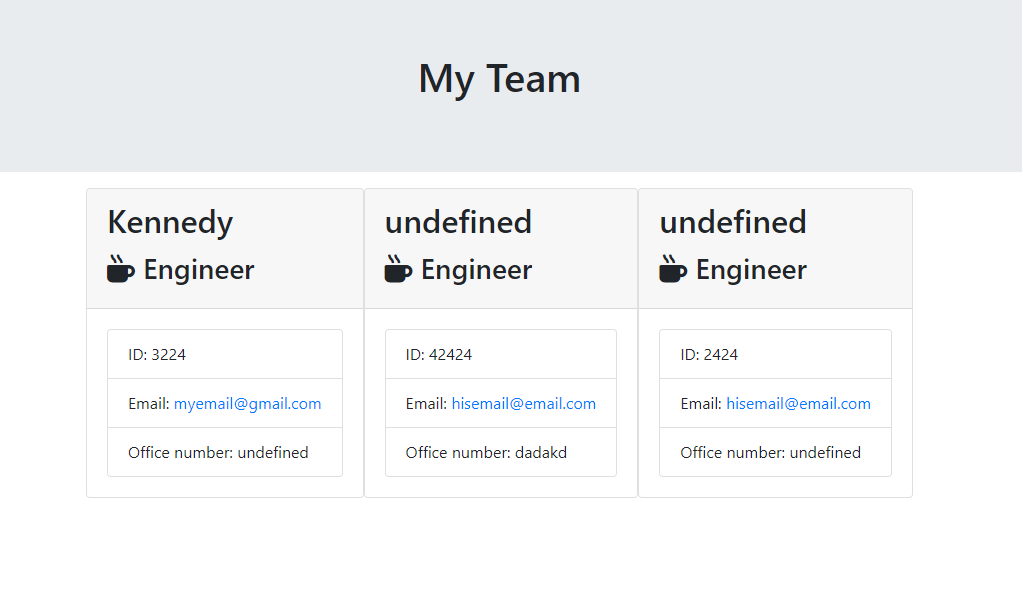 My Team
Kennedy
Engineer
ID: 3224
Email: myemail@gmail.com
Office number: undefined
undefined
Engineer
ID: 42424
Email: hisemail@email.com
Office number: dadakd
undefined
Engineer
ID: 2424
Email: hisemail@email.com
Office number: undefined